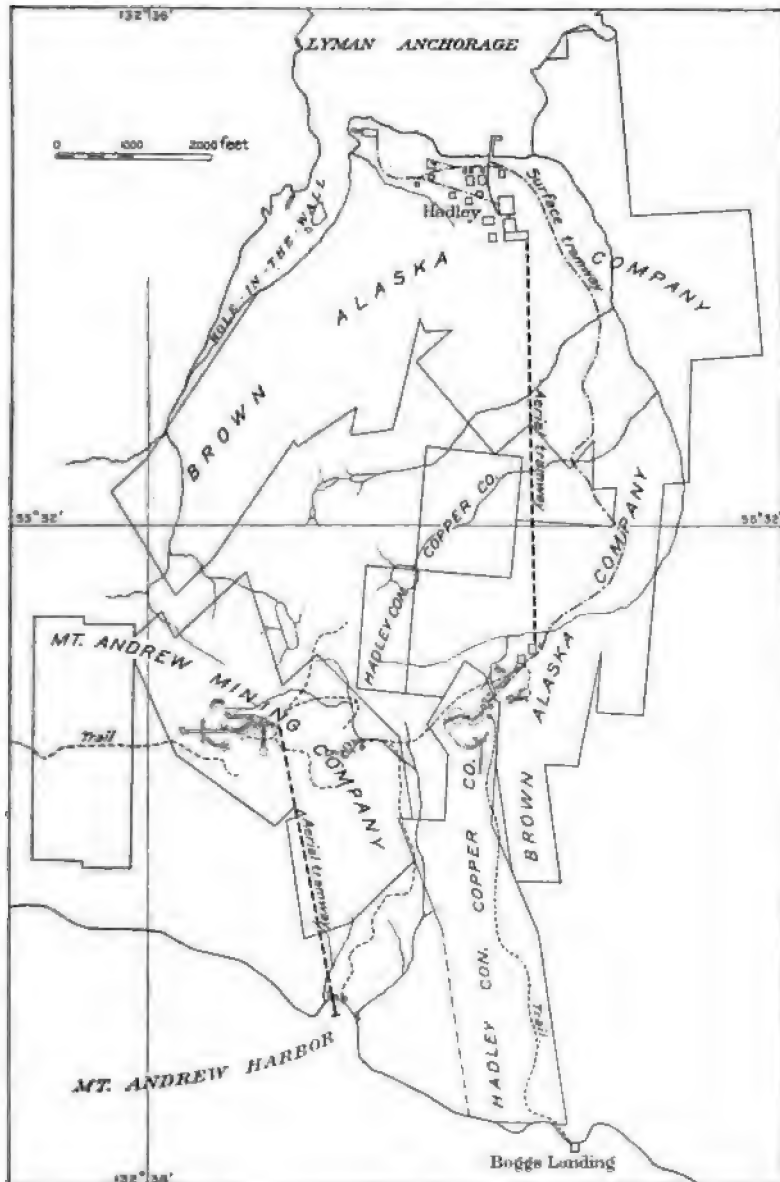 132° 36'
LYMAN ANCHORAGE
0 1000 2000 feet
Hadley
Surface tramway
HOLE-IN-THE-WALL
BROWN ALASKA COMPANY
Aerial tramway
55° 32'
55° 32'
HADLEY CON. COPPER CO.
BROWN ALASKA COMPANY
MT. ANDREW MINING COMPANY
Trail
Aerial tramway
HADLEY CON. COPPER CO.
Trail
MT. ANDREW HARBOR
Boggs Landing
132° 36'